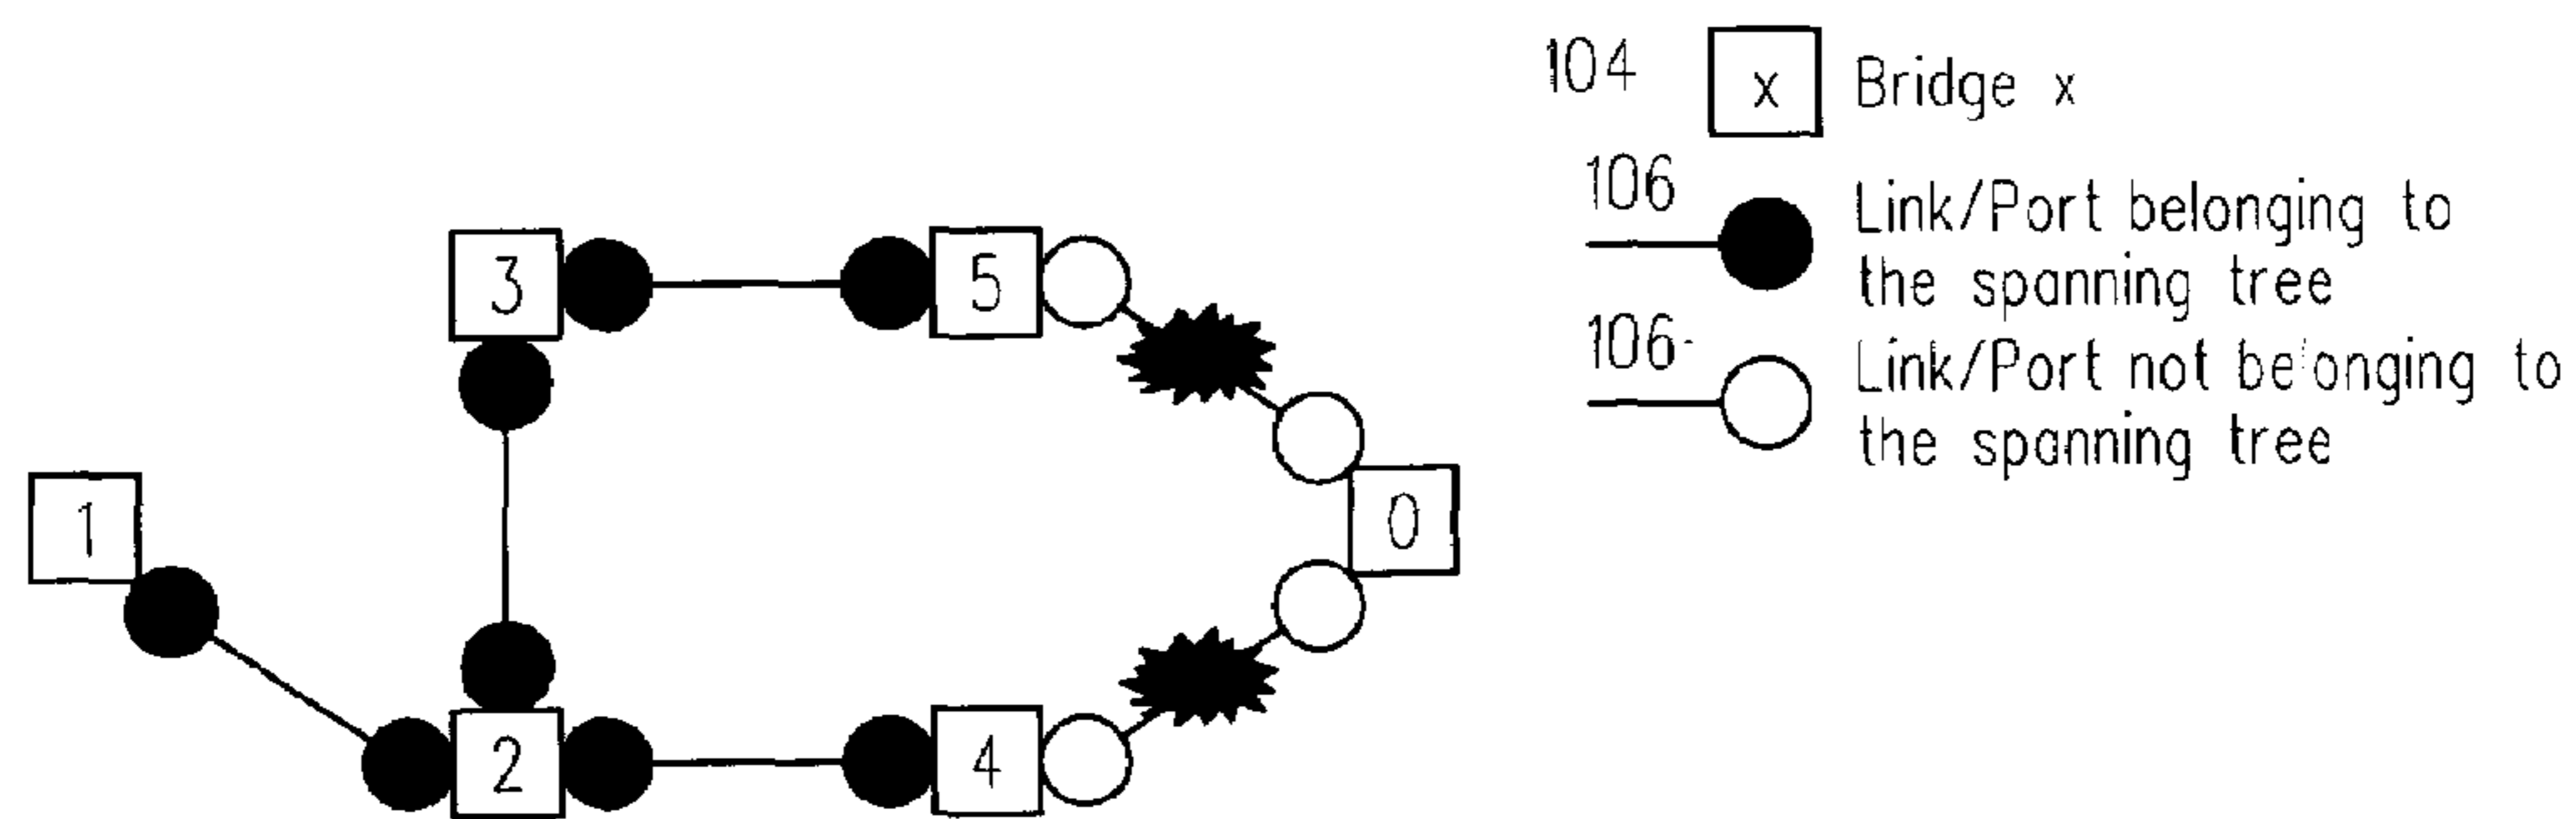 104 x Bridge x
106 Link/Port belonging to
the spanning tree
106 Link/Port not belonging to
the spanning tree
3 5
1 0
2 4